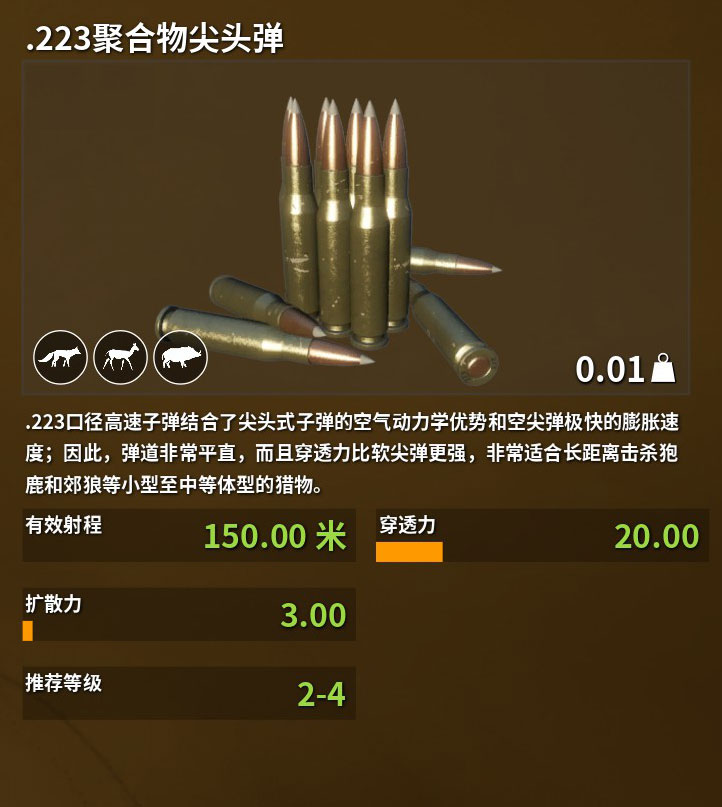 .223聚合物尖头弹
0.01
.223口径高速子弹结合了尖头式子弹的空气动力学优势和空尖弹极快的膨胀速
度；因此，弹道非常平直，而且穿透力比软尖弹更强，非常适合长距离击杀狍
鹿和郊狼等小型至中等体型的猎物。
有效射程 150.00 米
穿透力 20.00
扩散力 3.00
推荐等级 2-4